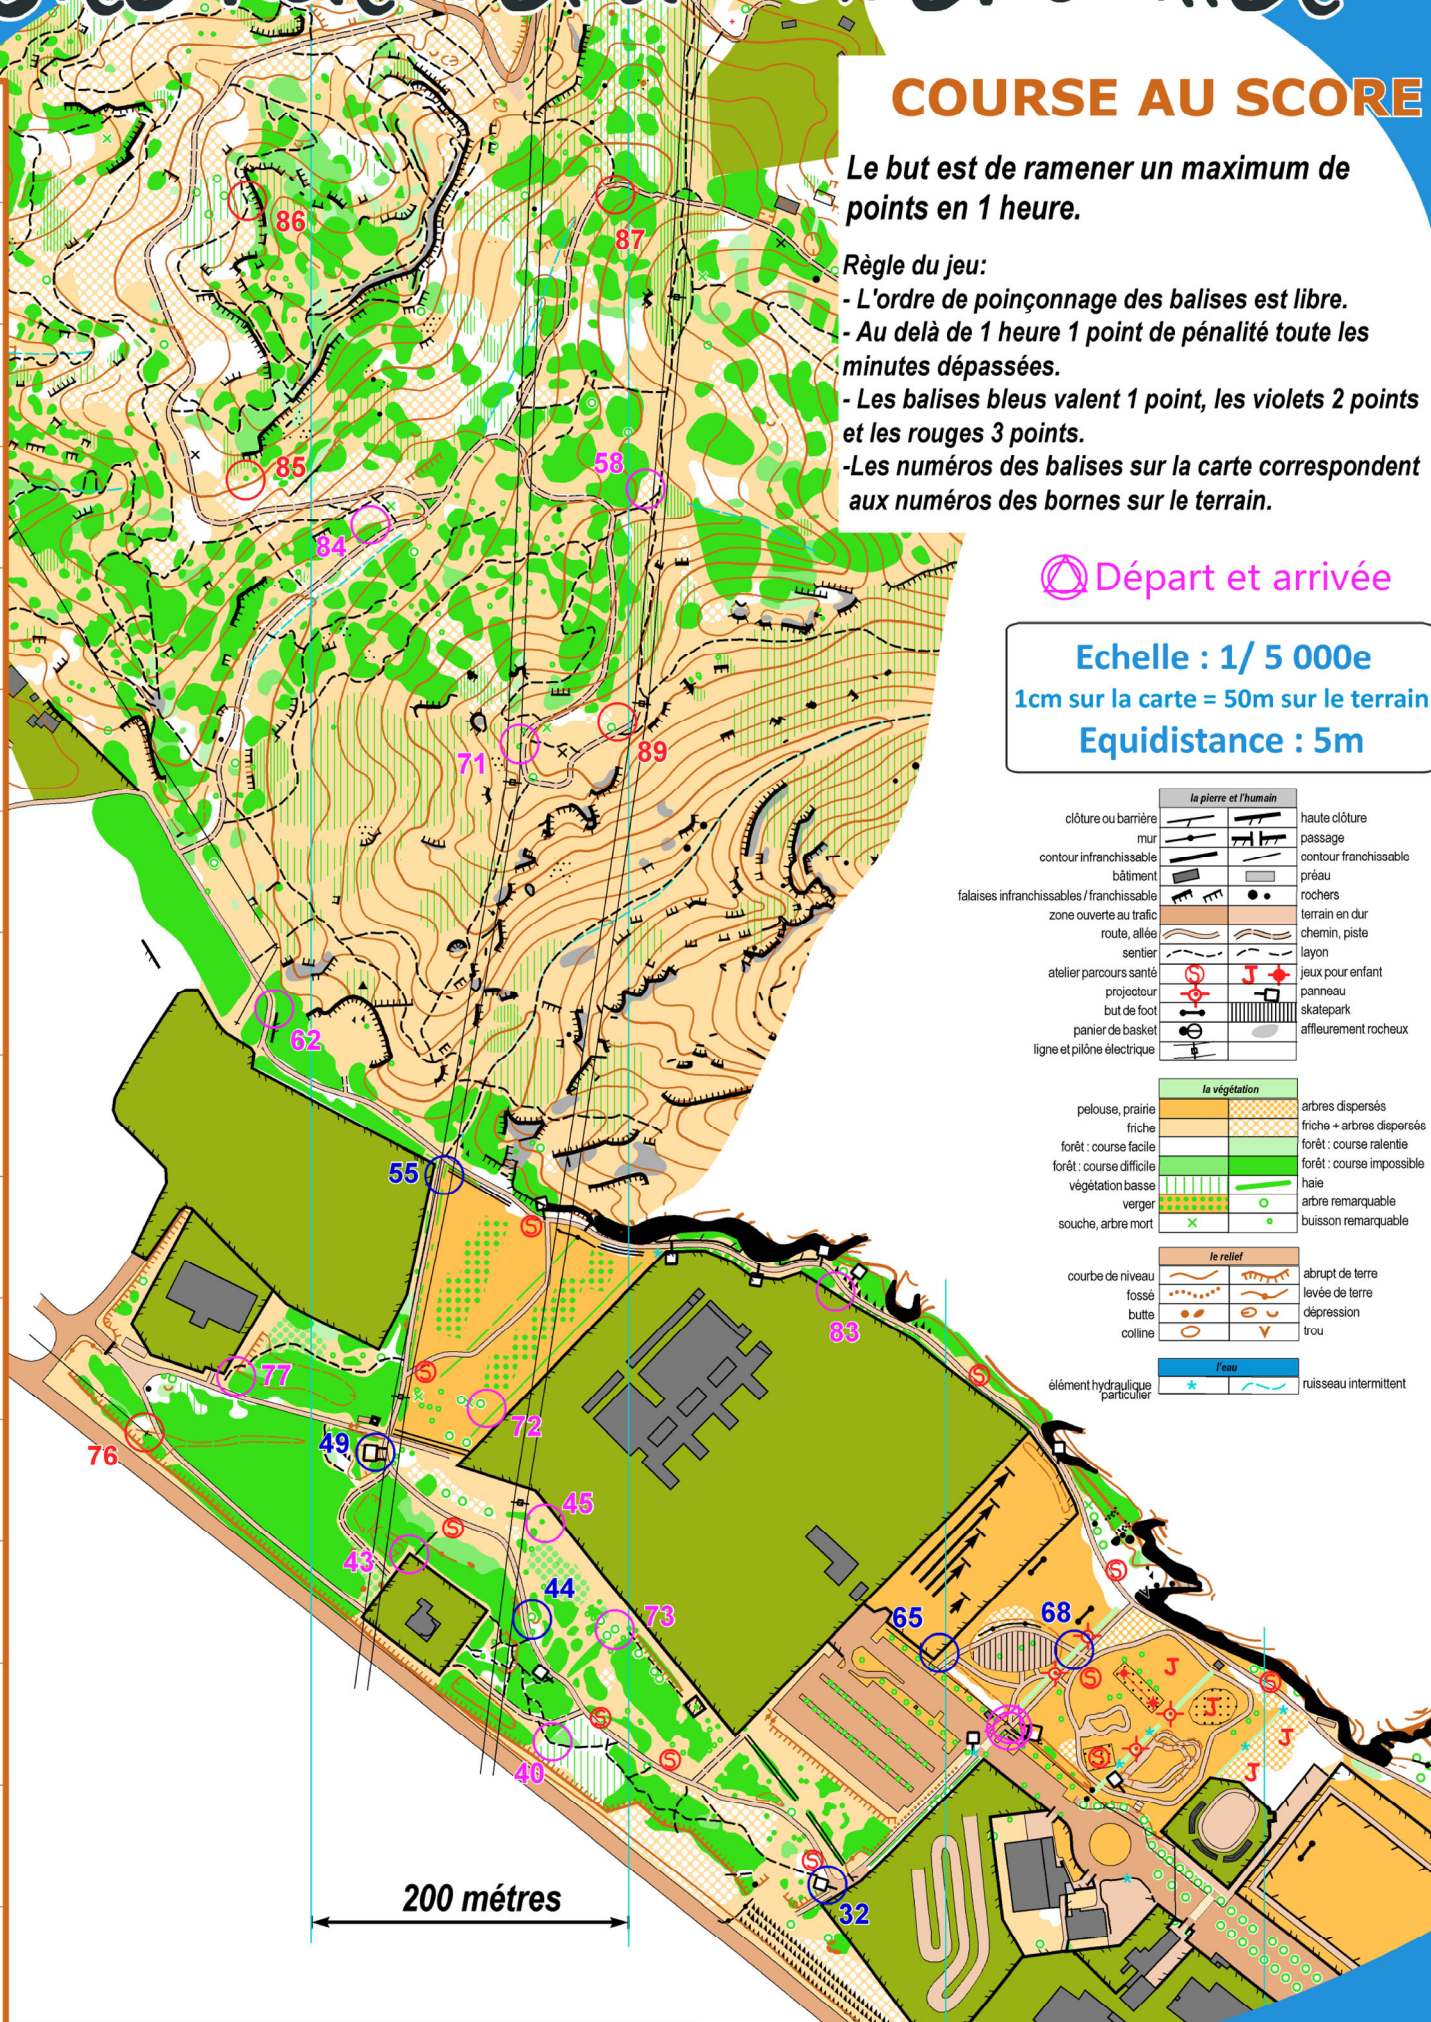 COURSE AU SCORE
Le but est de ramener un maximum de
points en 1 heure.
Règle du jeu:
- L'ordre de poinçonnage des balises est libre.
- Au delà de 1 heure 1 point de pénalité toute les
minutes dépassées.
- Les balises bleus valent 1 point, les violets 2 points
et les rouges 3 points.
-Les numéros des balises sur la carte correspondent
aux numéros des bornes sur le terrain.
Départ et arrivée
Echelle : 1/ 5 000e
1cm sur la carte = 50m sur le terrain
Equidistance : 5m
la pierre et l'humain
clôture ou barrière
haute clôture
mur
passage
contour infranchissable
contour franchissable
bâtiment
préau
falaises infranchissables / franchissable
rochers
zone ouverte au trafic
terrain en dur
route, allée
chemin, piste
sentier
layon
atelier parcours santé
S
J
jeux pour enfant
projecteur
panneau
but de foot
skatepark
panier de basket
affleurement rocheux
ligne et pilône électrique
la végétation
pelouse, prairie
arbres dispersés
friche
friche + arbres dispersés
forêt : course facile
forêt : course ralentie
forêt : course difficile
forêt : course impossible
végétation basse
haie
verger
arbre remarquable
souche, arbre mort
buisson remarquable
le relief
courbe de niveau
abrupt de terre
fossé
levée de terre
butte
dépression
colline
trou
l'eau
élément hydraulique
particulier
ruisseau intermittent
86
87
85
58
84
71
89
62
55
S
83
77
S
S
72
49
76
45
S
43
S
44
73
65
68
S
S
J
J
S
S
J
S
J
40
S
S
32
200 métres